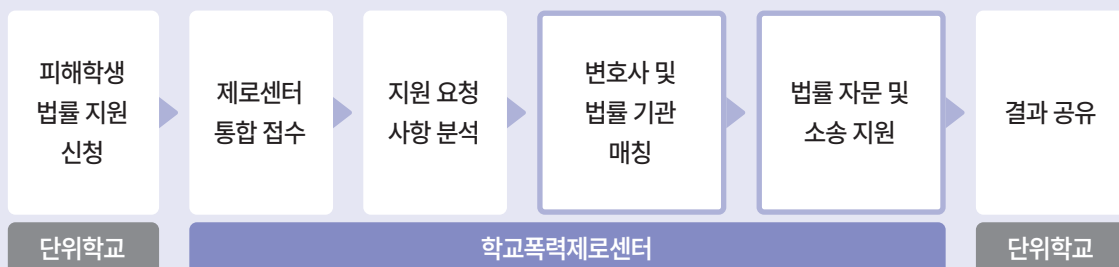 피해학생
법률 지원
신청
제로센터
통합 접수
지원 요청
사항 분석
변호사 및
법률 기관
매칭
법률 자문 및
소송 지원
결과 공유
단위학교
학교폭력제로센터
단위학교